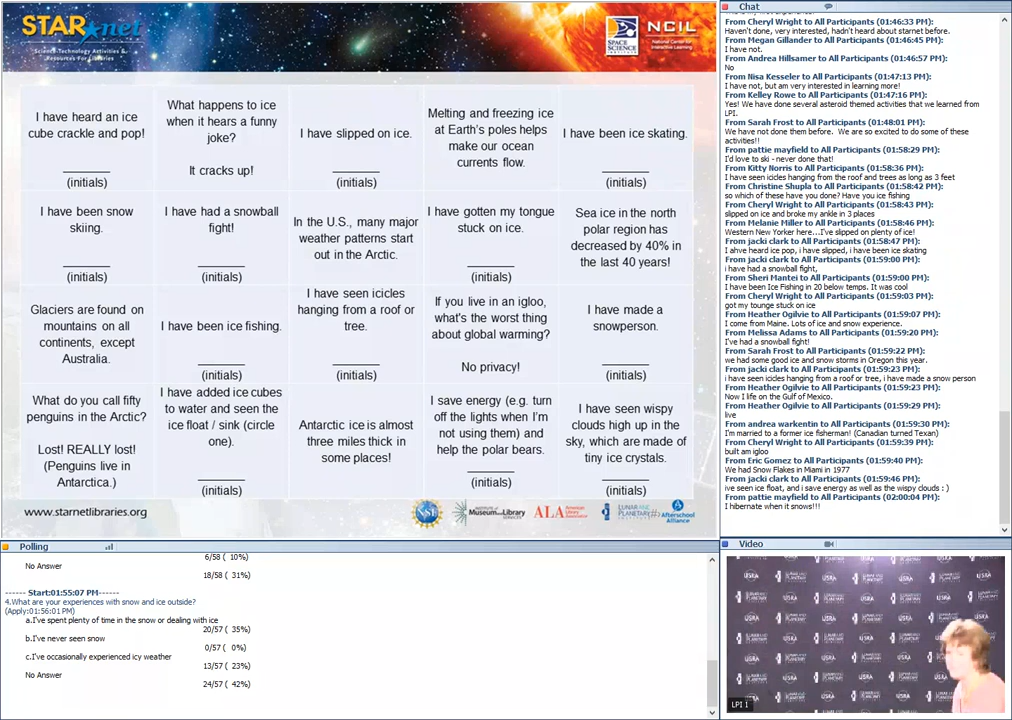 STAR net
Science-Technology Activities &
Resources For Libraries
SPACE
SCIENCE
INSTITUTE
NCIL
National Center for
Interactive Learning
I have heard an ice
cube crackle and pop!
(initials)
What happens to ice
when it hears a funny
joke?
It cracks up!
I have slipped on ice.
(initials)
Melting and freezing ice
at Earth's poles helps
make our ocean
currents flow.
I have been ice skating.
(initials)
I have been snow
skiing.
(initials)
I have had a snowball
fight!
(initials)
In the U.S., many major
weather patterns start
out in the Arctic.
I have gotten my tongue
stuck on ice.
(initials)
Sea ice in the north
polar region has
decreased by 40% in
the last 40 years!
Glaciers are found on
mountains on all
continents, except
Australia.
I have been ice fishing.
(initials)
I have seen icicles
hanging from a roof or
tree.
(initials)
If you live in an igloo,
what's the worst thing
about global warming?
No privacy!
I have made a
snowperson.
(initials)
What do you call fifty
penguins in the Arctic?
Lost! REALLY lost!
(Penguins live in
Antarctica.)
I have added ice cubes
to water and seen the
ice float / sink (circle
one).
(initials)
Antarctic ice is almost
three miles thick in
some places!
I save energy (e.g. turn
off the lights when I'm
not using them) and
help the polar bears.
(initials)
I have seen wispy
clouds high up in the
sky, which are made of
tiny ice crystals.
(initials)
www.starnetlibraries.org
NSF
INSTITUTE of
Museum and Library
SERVICES
ALA American
Library
Association
LUNAR AND
PLANETARY
INSTITUTE
Afterschool
Alliance
Chat
From Cheryl Wright to All Participants (01:46:33 PM):
Haven't done, very interested, hadn't heard about starnet before.
From Megan Gillander to All Participants (01:46:45 PM):
I have not.
From Andrea Hillsamer to All Participants (01:46:57 PM):
No
From Nisa Kesseler to All Participants (01:47:13 PM):
I have not, but am very interested in learning more!
From Kelley Rowe to All Participants (01:47:16 PM):
Yes! We have done several asteroid themed activities that we learned from
LPI.
From Sarah Frost to All Participants (01:48:01 PM):
We have not done them before. We are so excited to do some of these
activities!!
From pattie mayfield to All Participants (01:58:29 PM):
I'd love to ski - never done that!
From Kitty Norris to All Participants (01:58:36 PM):
I have seen icicles hanging from the roof and trees as long as 3 feet
From Christine Shupla to All Participants (01:58:42 PM):
so which of these have you done? Have you ice fishing
From Cheryl Wright to All Participants (01:58:43 PM):
slipped on ice and broke my ankle in 3 places
From Melanie Miller to All Participants (01:58:46 PM):
Western New Yorker here...I've slipped on plenty of ice!
From jacki clark to All Participants (01:58:47 PM):
I ahve heard ice pop, i have slipped, i have been ice skating
From jacki clark to All Participants (01:59:00 PM):
i have had a snowball fight,
From Sheri Mantei to All Participants (01:59:00 PM):
I have been Ice Fishing in 20 below temps. It was cool
From Cheryl Wright to All Participants (01:59:03 PM):
got my tounge stuck on ice
From Heather Ogilvie to All Participants (01:59:07 PM):
I come from Maine. Lots of ice and snow experience.
From Melissa Adams to All Participants (01:59:20 PM):
I've had a snowball fight!
From Sarah Frost to All Participants (01:59:22 PM):
we had some good ice and snow storms in Oregon this year.
From jacki clark to All Participants (01:59:23 PM):
i have seen icicles hanging from a roof or tree, i have made a snow person
From Heather Ogilvie to All Participants (01:59:23 PM):
Now I life on the Gulf of Mexico.
From Heather Ogilvie to All Participants (01:59:29 PM):
live
From andrea warkentin to All Participants (01:59:30 PM):
I'm married to a former ice fisherman! (Canadian turned Texan)
From Cheryl Wright to All Participants (01:59:39 PM):
built am igloo
From Eric Gomez to All Participants (01:59:40 PM):
We had Snow Flakes in Miami in 1977
From jacki clark to All Participants (01:59:46 PM):
ive seen ice float, and i save energy as well as the wispy clouds : )
From pattie mayfield to All Participants (02:00:04 PM):
I hibernate when it snows!!!
Polling
6/58 ( 10%)
No Answer
18/58 ( 31%)
------ Start:01:55:07 PM------
4.What are your experiences with snow and ice outside?
(Apply:01:56:01 PM)
a.I've spent plenty of time in the snow or dealing with ice
20/57 ( 35%)
b.I've never seen snow
0/57 ( 0%)
c.I've occasionally experienced icy weather
13/57 ( 23%)
No Answer
24/57 ( 42%)
Video
USRA
LUNAR AND
PLANETARY
LPI 1